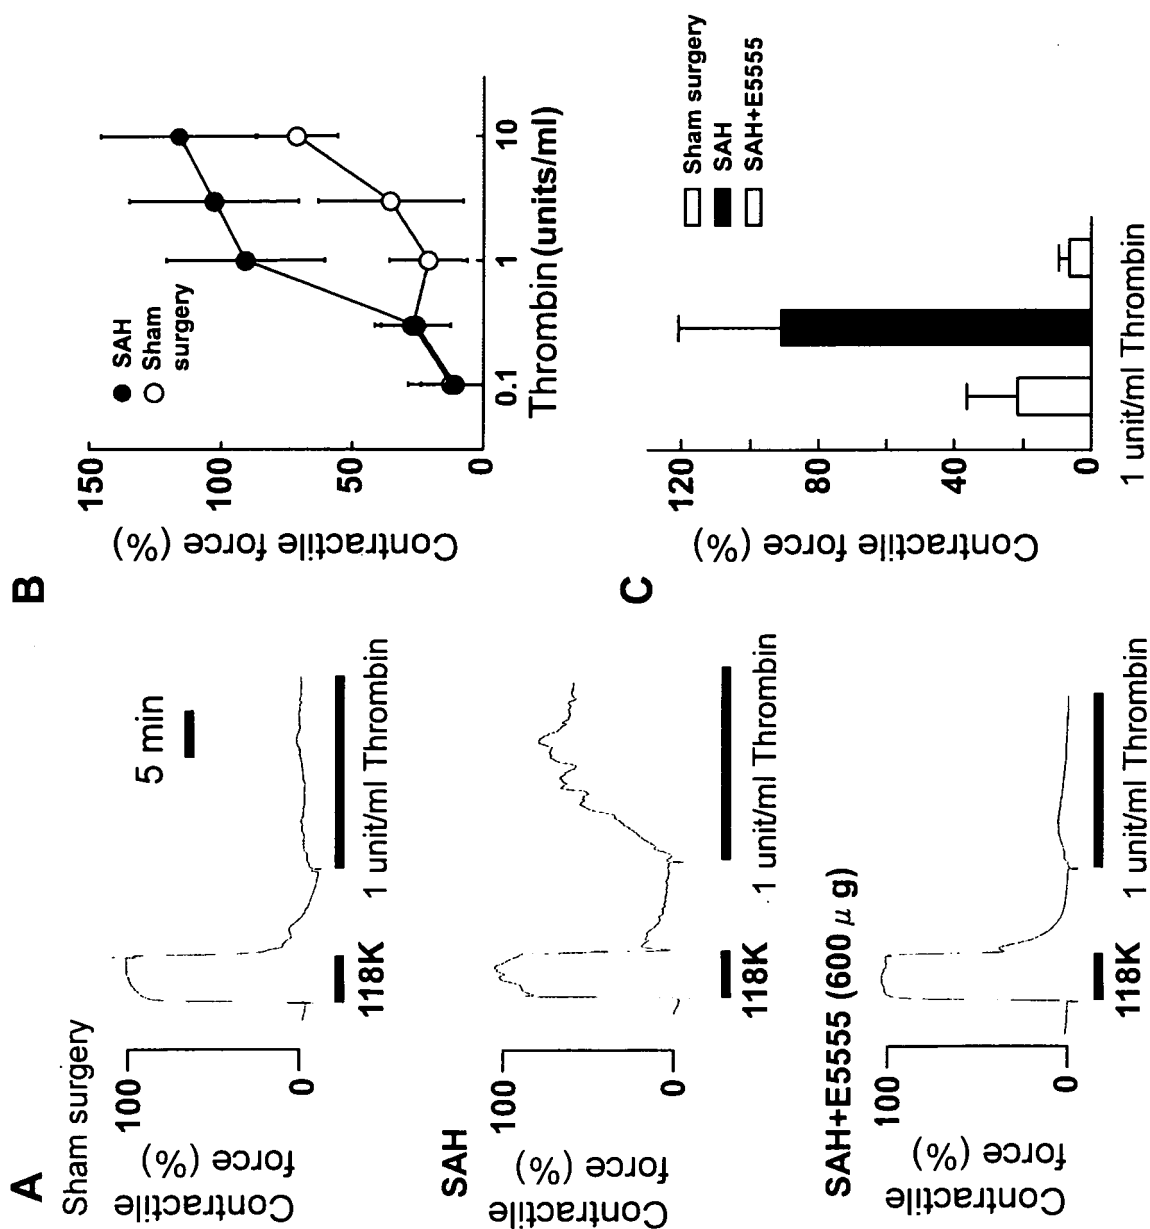 A
Sham surgery
Contractile
force (%)
100
0
5 min
118K
1 unit/ml Thrombin
SAH
Contractile
force (%)
100
0
118K
1 unit/ml Thrombin
SAH+E5555 (600 μ g)
Contractile
force (%)
100
0
118K
1 unit/ml Thrombin
B
Contractile force (%)
150
100
50
0
SAH
Sham
surgery
0.1
1
10
Thrombin (units/ml)
C
Contractile force (%)
120
80
40
0
Sham surgery
SAH
SAH+E5555
1 unit/ml Thrombin